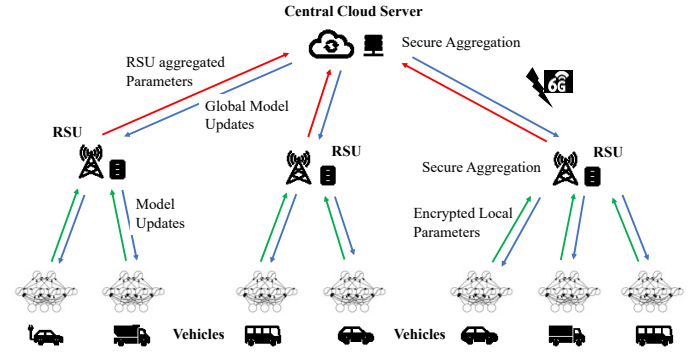 Central Cloud Server
Secure Aggregation
RSU aggregated
Parameters
6G
Global Model
Updates
RSU
RSU
RSU
Secure Aggregation
Model
Updates
Encrypted Local
Parameters
Vehicles
Vehicles